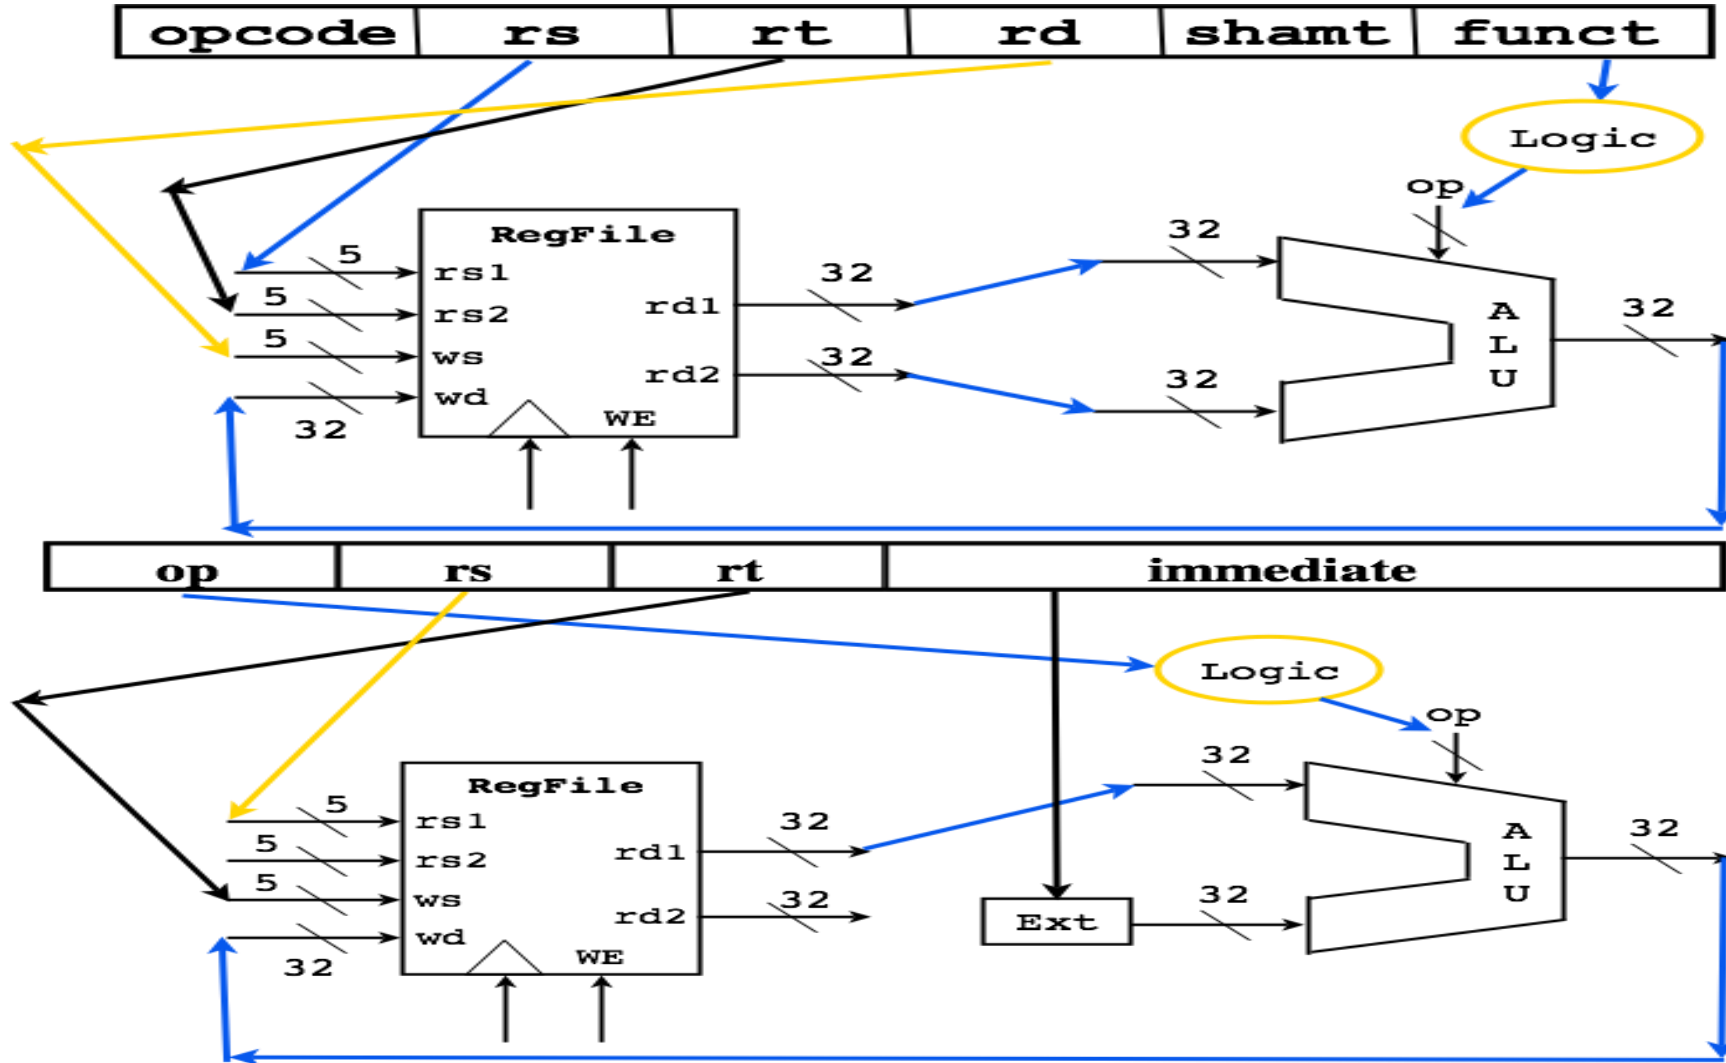 opcode rs rt rd shamt funct
Logic
op
RegFile
5 rs1
5 rs2
5 ws
wd
32
WE
rd1 32
rd2 32
32
32
A
L
U
32
op rs rt immediate
Logic
op
RegFile
5 rs1
5 rs2
5 ws
wd
32
WE
rd1 32
rd2 32
32
Ext 32
A
L
U
32